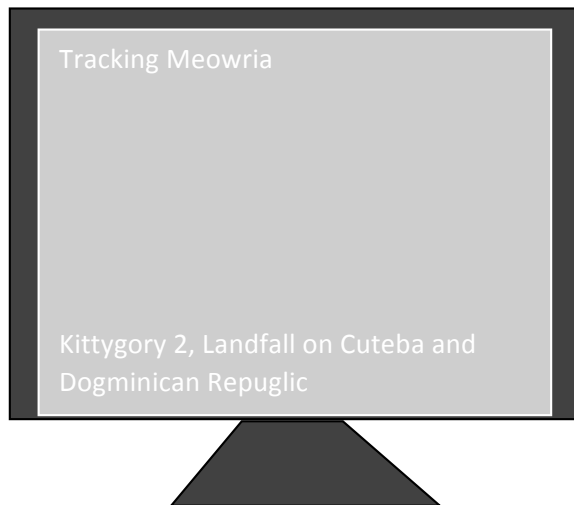 Tracking Meowria
Kittygory 2, Landfall on Cuteba and
Dogminican Repuglic